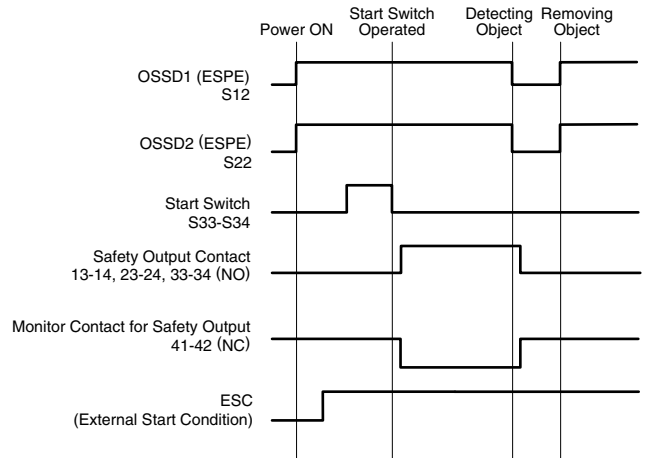 Power ON
Start Switch
Operated
Detecting
Object
Removing
Object
OSSD1 (ESPE)
S12
OSSD2 (ESPE)
S22
Start Switch
S33-S34
Safety Output Contact
13-14, 23-24, 33-34 (NO)
Monitor Contact for Safety Output
41-42 (NC)
ESC
(External Start Condition)